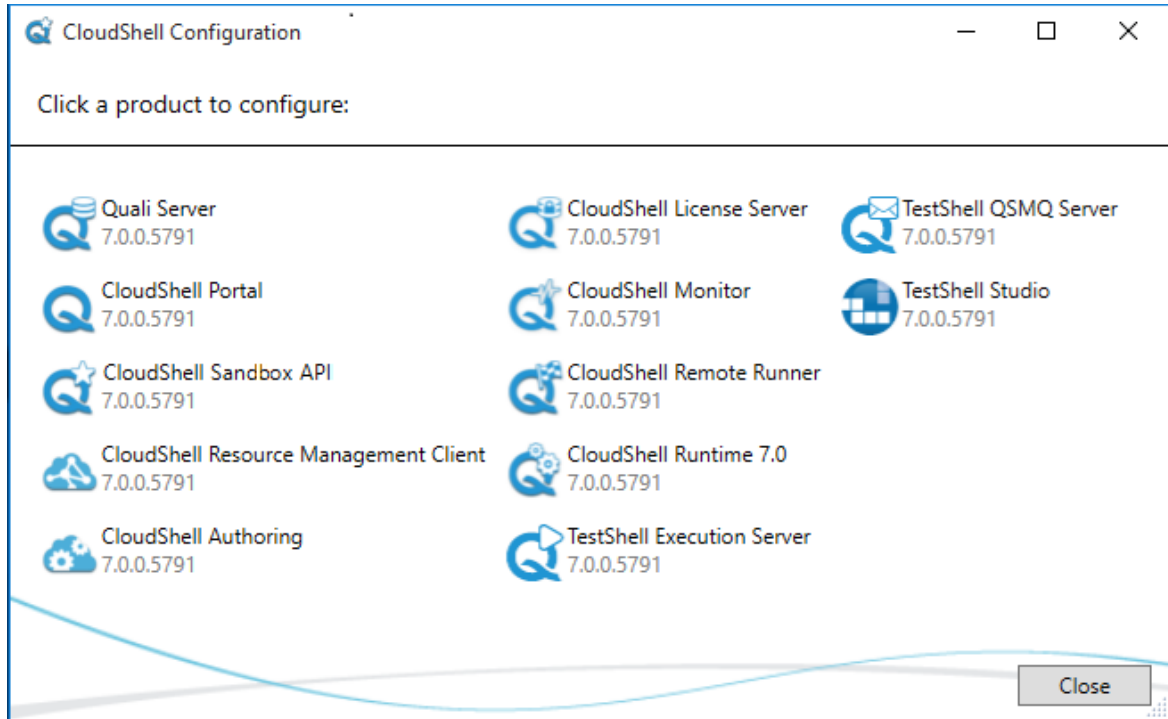 CloudShell Configuration
Click a product to configure:
Quali Server
7.0.0.5791
CloudShell Portal
7.0.0.5791
CloudShell Sandbox API
7.0.0.5791
CloudShell Resource Management Client
7.0.0.5791
CloudShell Authoring
7.0.0.5791
CloudShell License Server
7.0.0.5791
CloudShell Monitor
7.0.0.5791
CloudShell Remote Runner
7.0.0.5791
CloudShell Runtime 7.0
7.0.0.5791
TestShell Execution Server
7.0.0.5791
TestShell QSMQ Server
7.0.0.5791
TestShell Studio
7.0.0.5791
Close